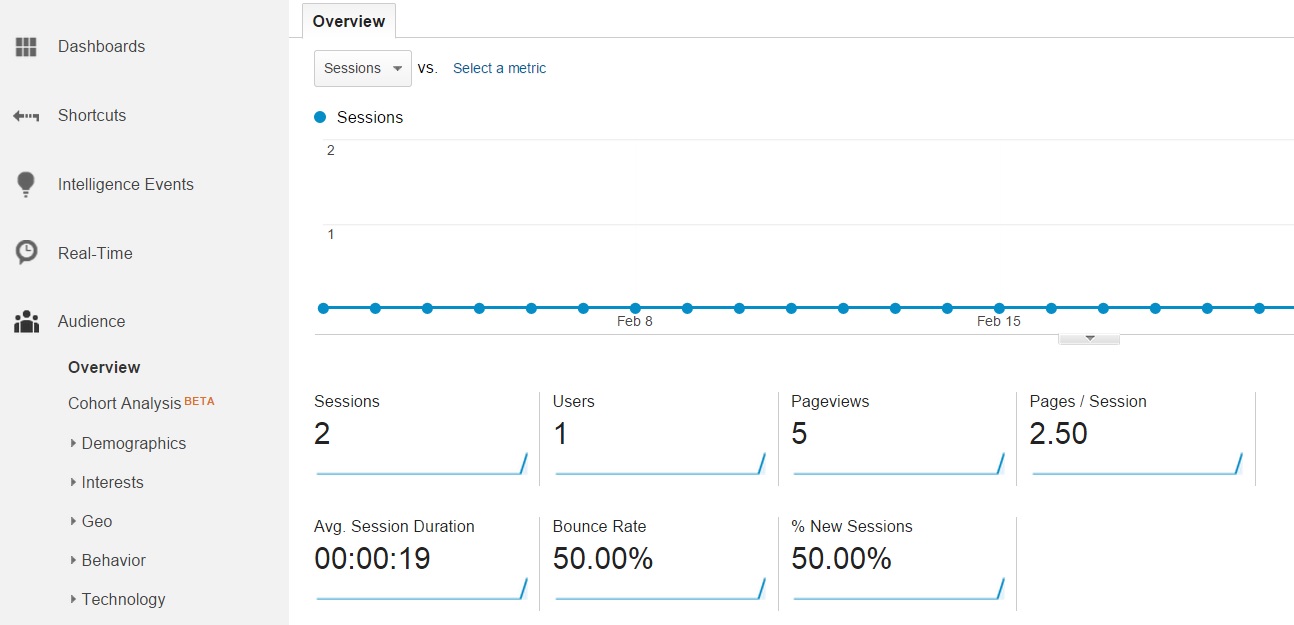 Dashboards
Shortcuts
Intelligence Events
Real-Time
Audience
Overview
Cohort Analysis BETA
Demographics
Interests
Geo
Behavior
Technology
Overview
Sessions vs. Select a metric
Sessions
2
1
Feb 8 Feb 15
Sessions Users Pageviews Pages / Session
2 1 5 2.50
Avg. Session Duration Bounce Rate % New Sessions
00:00:19 50.00% 50.00%